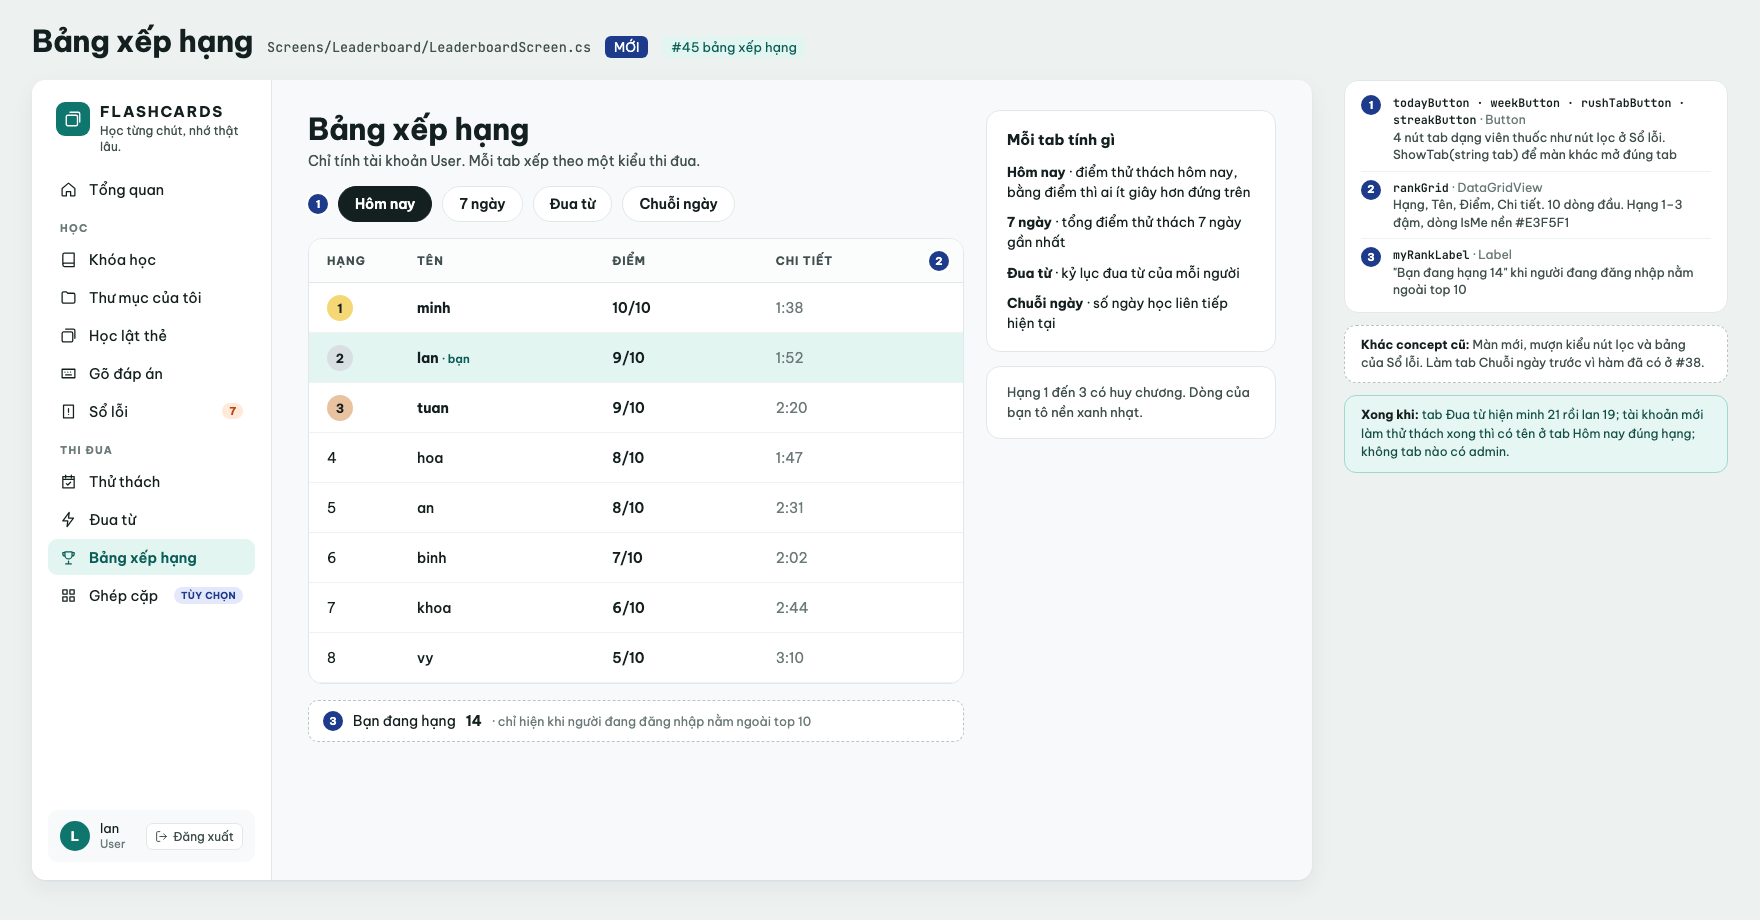 Bảng xếp hạng Screens/Leaderboard/LeaderboardScreen.cs MỚI #45 bảng xếp hạng
FLASHCARDS
Học từng chút, nhớ thật
lâu.
Tổng quan
HỌC
Khóa học
Thư mục của tôi
Học lật thẻ
Gõ đáp án
Sổ lỗi 7
THI ĐUA
Thử thách
Đua từ
Bảng xếp hạng
Ghép cặp TÙY CHỌN
L
lan
User
Đăng xuất
Bảng xếp hạng
Chỉ tính tài khoản User. Mỗi tab xếp theo một kiểu thi đua.
1 Hôm nay 7 ngày Đua từ Chuỗi ngày
HẠNG TÊN ĐIỂM CHI TIẾT 2
1 minh 10/10 1:38
2 lan · bạn 9/10 1:52
3 tuan 9/10 2:20
4 hoa 8/10 1:47
5 an 8/10 2:31
6 binh 7/10 2:02
7 khoa 6/10 2:44
8 vy 5/10 3:10
3 Bạn đang hạng 14 · chỉ hiện khi người đang đăng nhập nằm ngoài top 10
Mỗi tab tính gì
Hôm nay · điểm thử thách hôm nay,
bằng điểm thì ai ít giây hơn đứng trên
7 ngày · tổng điểm thử thách 7 ngày
gần nhất
Đua từ · kỷ lục đua từ của mỗi người
Chuỗi ngày · số ngày học liên tiếp
hiện tại
Hạng 1 đến 3 có huy chương. Dòng của
bạn tô nền xanh nhạt.
1 todayButton · weekButton · rushTabButton ·
streakButton · Button
4 nút tab dạng viên thuốc như nút lọc ở Sổ lỗi.
ShowTab(string tab) để màn khác mở đúng tab
2 rankGrid · DataGridView
Hạng, Tên, Điểm, Chi tiết. 10 dòng đầu. Hạng 1–3
đậm, dòng IsMe nền #E3F5F1
3 myRankLabel · Label
"Bạn đang hạng 14" khi người đang đăng nhập nằm
ngoài top 10
Khác concept cũ: Màn mới, mượn kiểu nút lọc và bảng
của Sổ lỗi. Làm tab Chuỗi ngày trước vì hàm đã có ở #38.
Xong khi: tab Đua từ hiện minh 21 rồi lan 19; tài khoản mới
làm thử thách xong thì có tên ở tab Hôm nay đúng hạng;
không tab nào có admin.